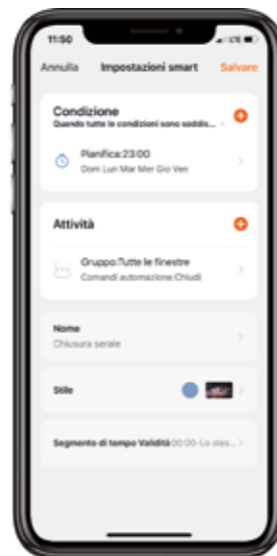 11:50
LTE
Annulla Impostazioni smart Salvare
Condizione
Quando tutte le condizioni sono soddis...
Pianifica:23:00
Dom Lun Mar Mer Gio Ven
Attività
Gruppo:Tutte le finestre
Comandi automazione:Chiudi
Nome
Chiusura serale
Stile
Segmento di tempo Validità 00:00-Lo stes...